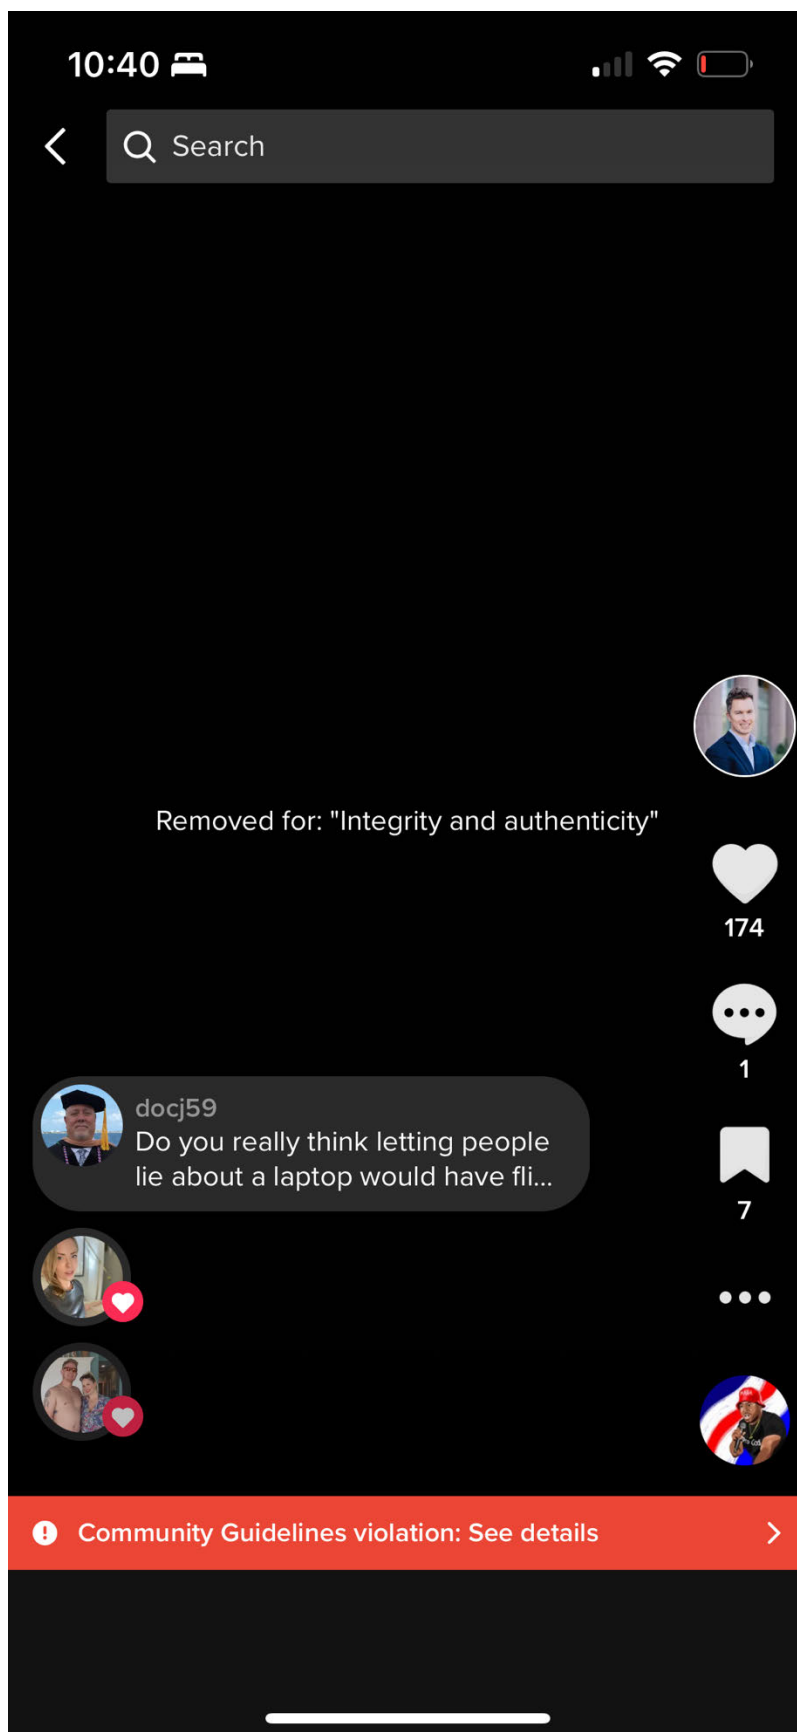 10:40
Search
Removed for: "Integrity and authenticity"
174
1
docj59
Do you really think letting people
lie about a laptop would have fli...
7
Community Guidelines violation: See details